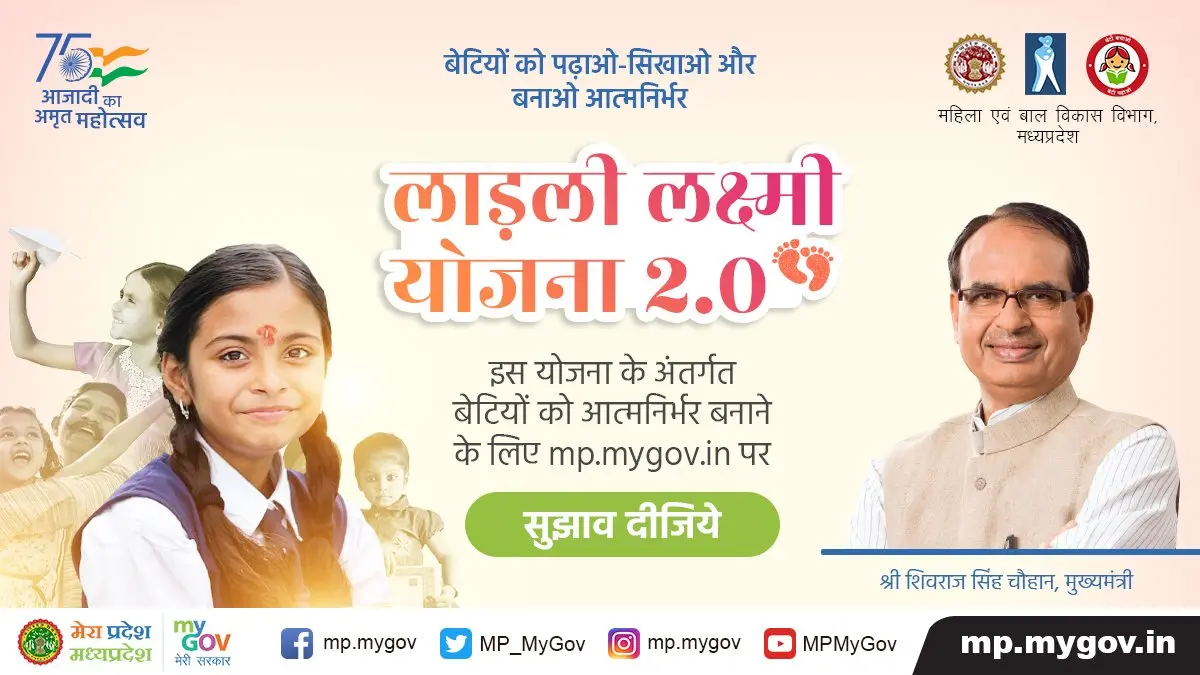 75
आजादी का
अमृत महोत्सव
बेटियों को पढ़ाओ-सिखाओ और
बनाओ आत्मनिर्भर
महिला एवं बाल विकास विभाग,
मध्यप्रदेश
लाड़ली लक्ष्मी
योजना 2.0
इस योजना के अंतर्गत
बेटियों को आत्मनिर्भर बनाने
के लिए mp.mygov.in पर
सुझाव दीजिये
श्री शिवराज सिंह चौहान, मुख्यमंत्री
मेरा प्रदेश
मध्यप्रदेश
my
GOV
मेरी सरकार
mp.mygov
MP_MyGov
mp.mygov
MPMyGov
mp.mygov.in